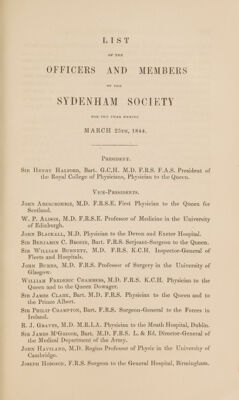 LIST
OF THE
OFFICERS AND MEMBERS
OF THE
SYDENHAM SOCIETY
FOR THE YEAR ENDING
MARCH 25TH, 1844.
PRESIDENT.
SIR HENRY HALFORD, Bart. G.C.H. M.D. F.R.S. F.A.S. President of
the Royal College of Physicians, Physician to the Queen.
VICE-PRESIDENTS.
JOHN ABERCROMBIE, M.D. F.R.S.E. First Physician to the Queen for
Scotland.
W. P. ALISON, M.D. F.R.S.E. Professor of Medicine in the University
of Edinburgh.
JOHN BLACKALL, M.D. Physician to the Devon and Exeter Hospital.
SIR BENJAMIN C. BRODIE, Bart. F.R.S. Serjeant-Surgeon to the Queen.
SIR WILLIAM BURNETT, M.D. F.R.S. K.C.H. Inspector-General of
Fleets and Hospitals.
JOHN BURNS, M.D. F.R.S. Professor of Surgery in the University of
Glasgow.
WILLIAM FREDERIC CHAMBERS, M.D. F.R.S. K.C.H. Physician to the
Queen and to the Queen Dowager.
SIR JAMES CLARK, Bart. M.D. F.R.S. Physician to the Queen and to
the Prince Albert.
SIR PHILIP CRAMPTON, Bart. F.R.S. Surgeon-General to the Forces in
Ireland.
R. J. GRAVES, M.D. M.R.I.A. Physician to the Meath Hospital, Dublin.
SIR JAMES McGRIGOR, Bart. M.D. F.R.S. L. & Ed. Director-General of
the Medical Department of the Army.
JOHN HAVILAND, M.D. Regius Professor of Physic in the University of
Cambridge.
JOSEPH HODGSON, F.R.S. Surgeon to the General Hospital, Birmingham.